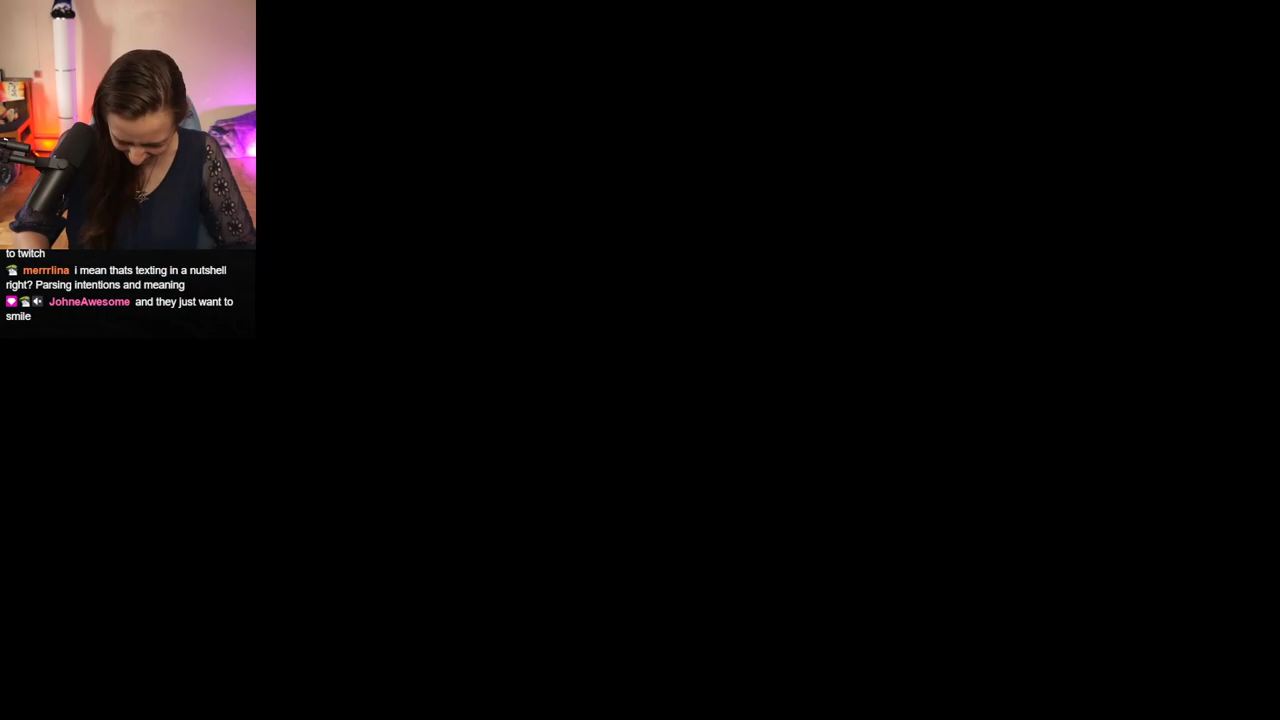 to twitch
merrrlina i mean thats texting in a nutshell
right? Parsing intentions and meaning
JohneAwesome and they just want to
smile